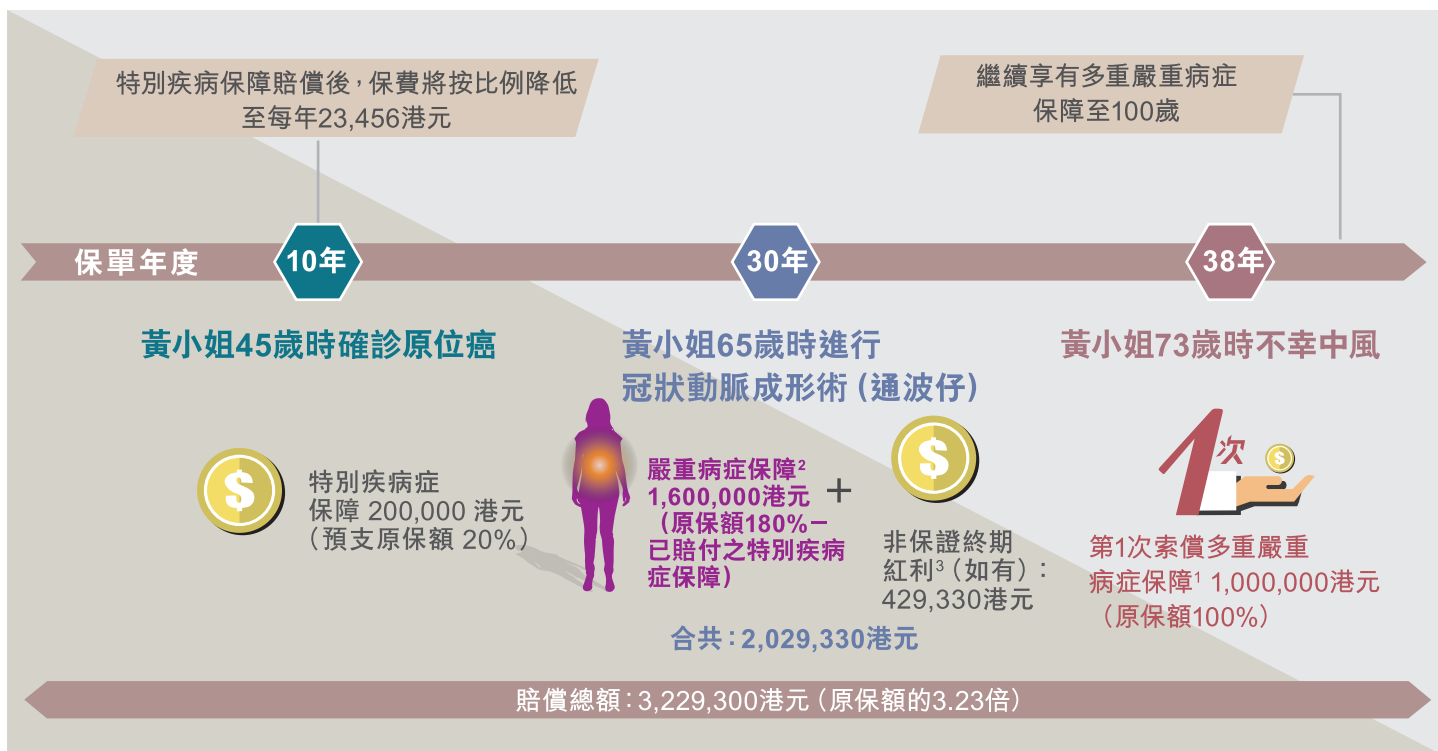 特別疾病保障賠償後，保費將按比例降低
至每年23,456港元
繼續享有多重嚴重病症
保障至100歲
保單年度
10年
30年
38年
黃小姐45歲時確診原位癌
特別疾病症
保障 200,000 港元
（預支原保額 20%）
黃小姐65歲時進行
冠狀動脈成形術（通波仔）
嚴重病症保障²
1,600,000港元
（原保額180%－
已賠付之特別疾病
症保障）
+
非保證終期
紅利³（如有）：
429,330港元
合共：2,029,330港元
黃小姐73歲時不幸中風
1次
第1次索償多重嚴重
病症保障¹ 1,000,000港元
（原保額100%）
賠償總額：3,229,300港元（原保額的3.23倍）